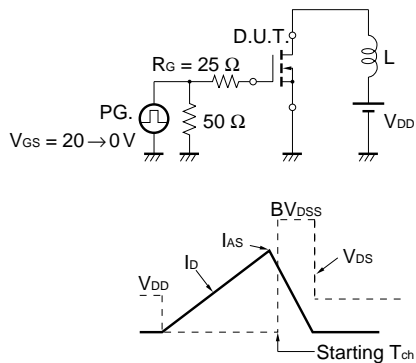 D.U.T.
RG = 25 Ω
L
PG.
50 Ω
VDD
VGS = 20 → 0 V
BVDSS
IAS
VDS
ID
VDD
Starting Tch